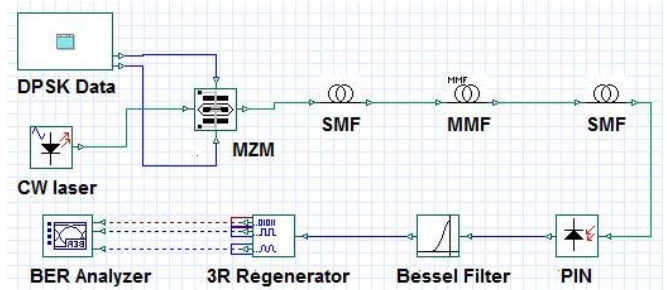 DPSK Data
MZM
CW laser
SMF
MMF
MMF
SMF
BER Analyzer
3R Regenerator
Bessel Filter
PIN